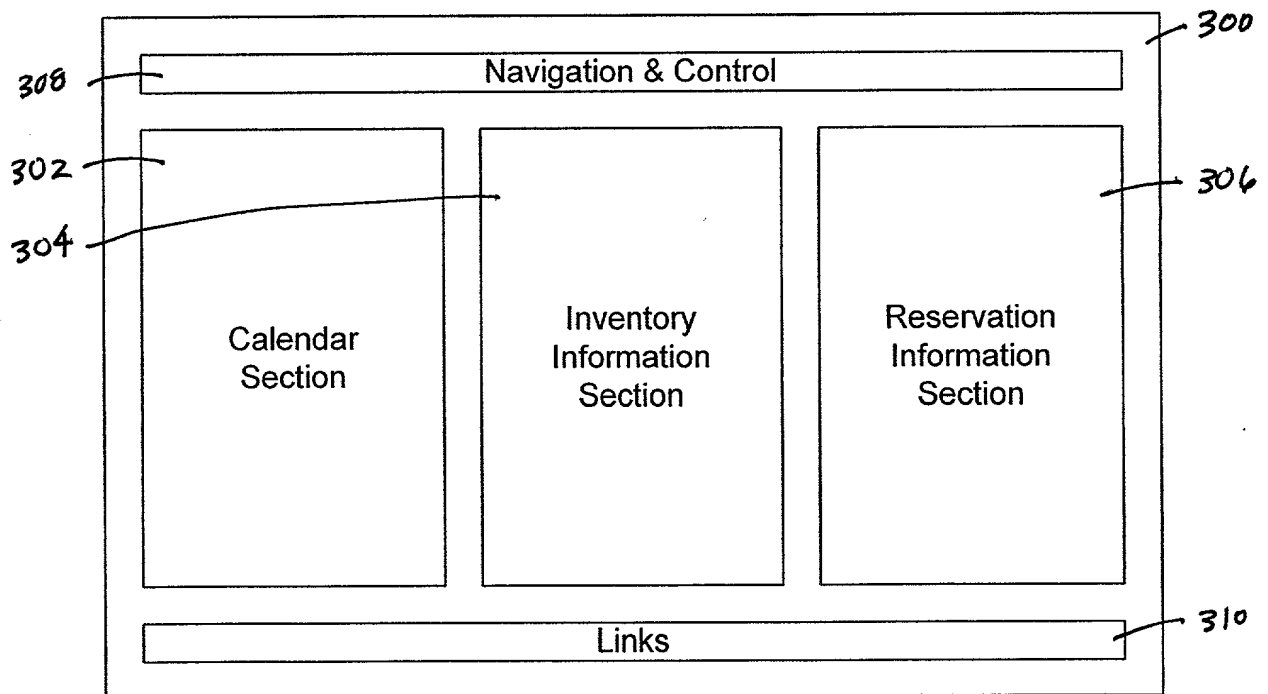 300
308
Navigation & Control
302
306
304
Calendar
Section
Inventory
Information
Section
Reservation
Information
Section
310
Links